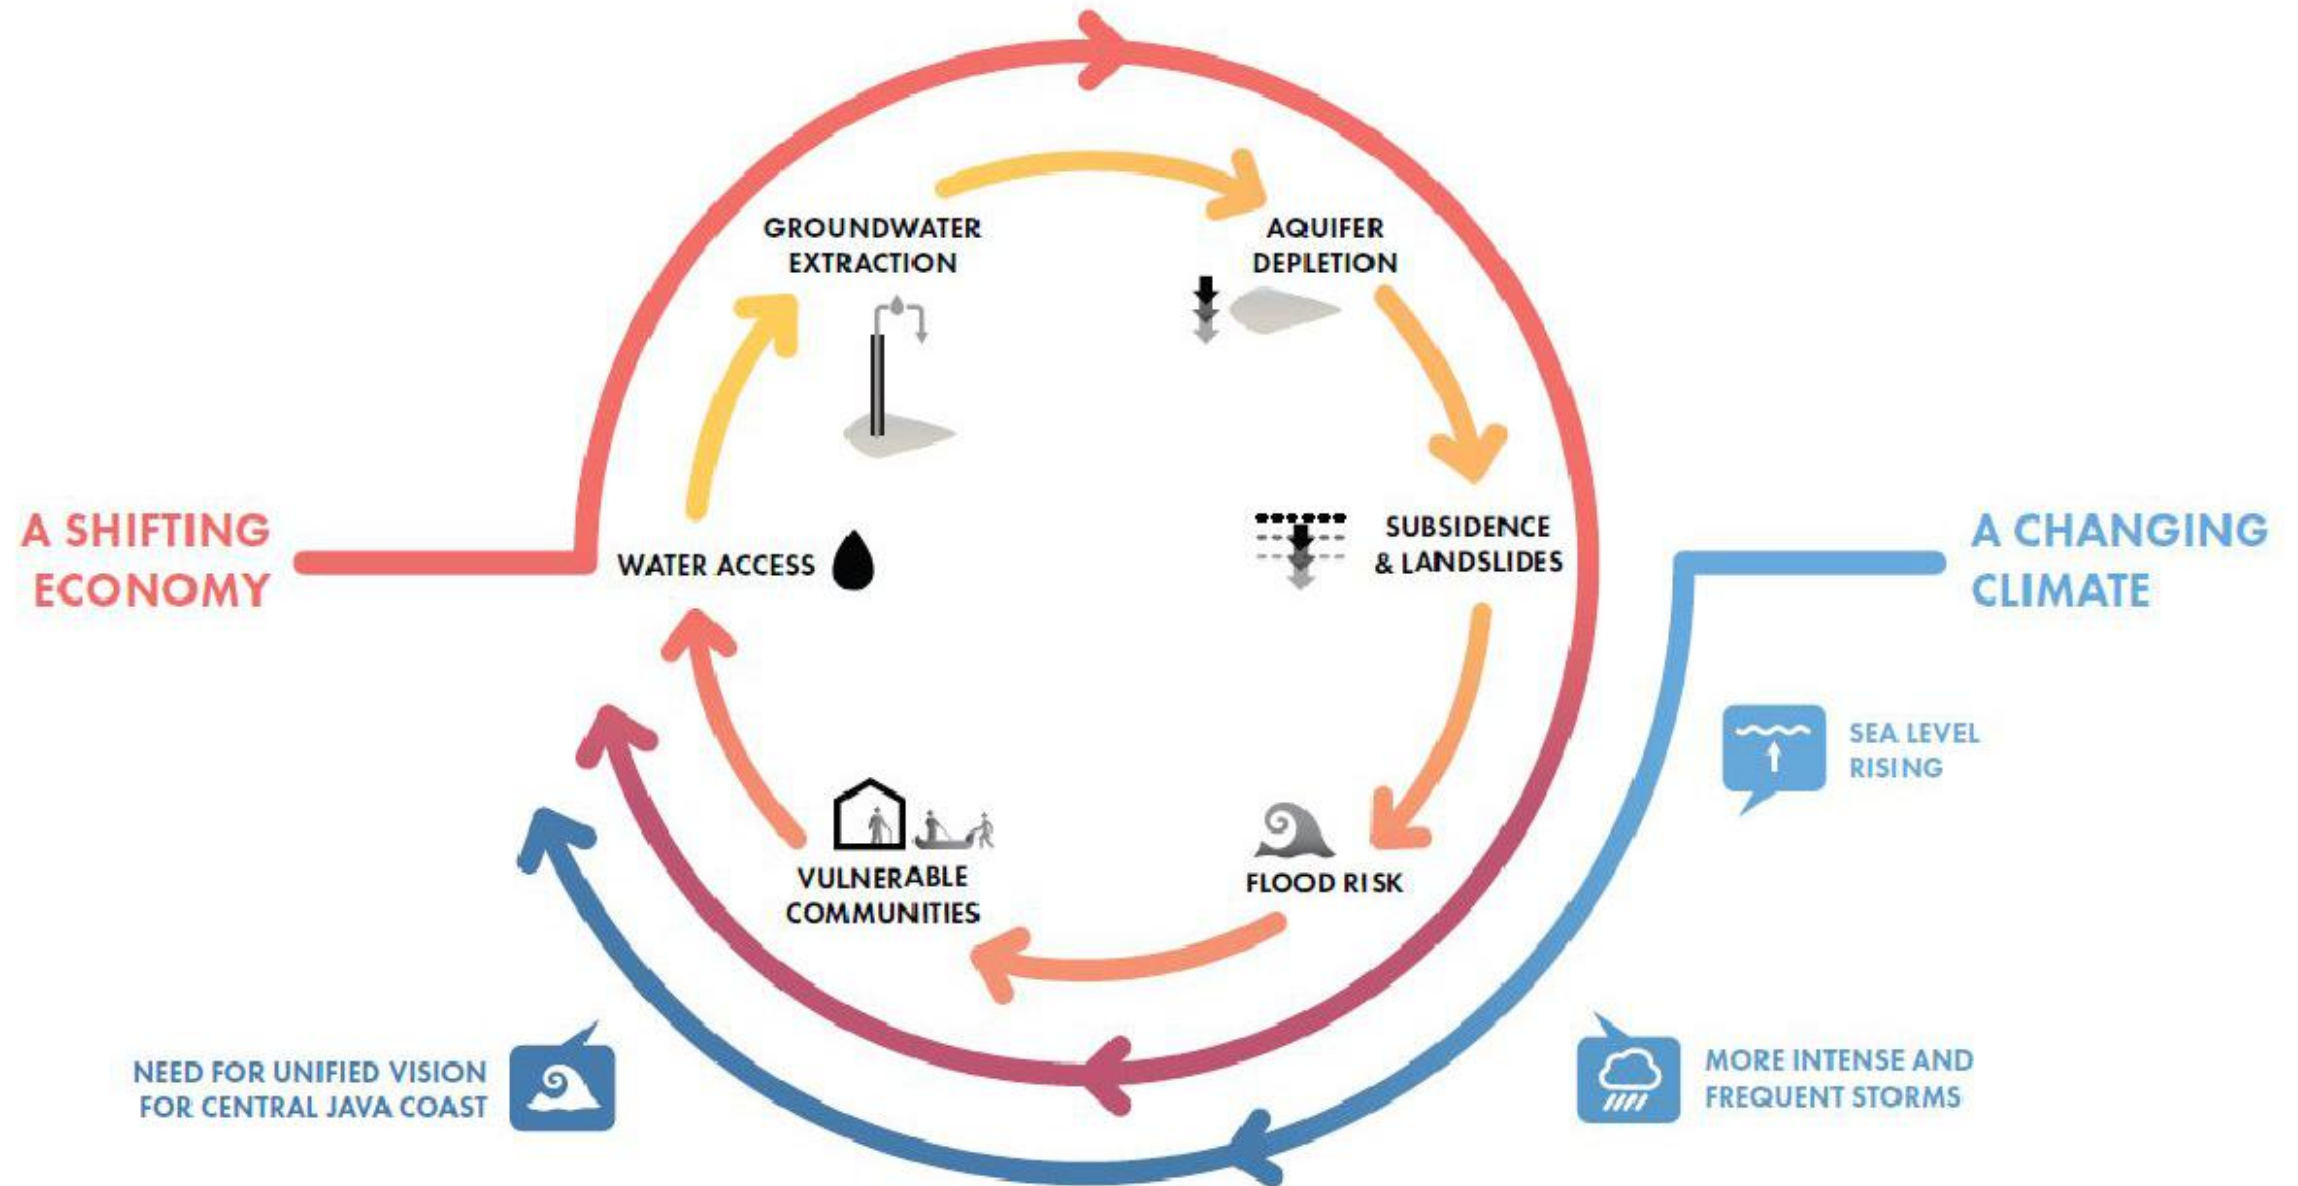 GROUNDWATER
EXTRACTION
AQUIFER
DEPLETION
A SHIFTING
ECONOMY
WATER ACCESS
SUBSIDENCE
& LANDSLIDES
A CHANGING
CLIMATE
SEA LEVEL
RISING
VULNERABLE
COMMUNITIES
FLOOD RISK
NEED FOR UNIFIED VISION
FOR CENTRAL JAVA COAST
MORE INTENSE AND
FREQUENT STORMS